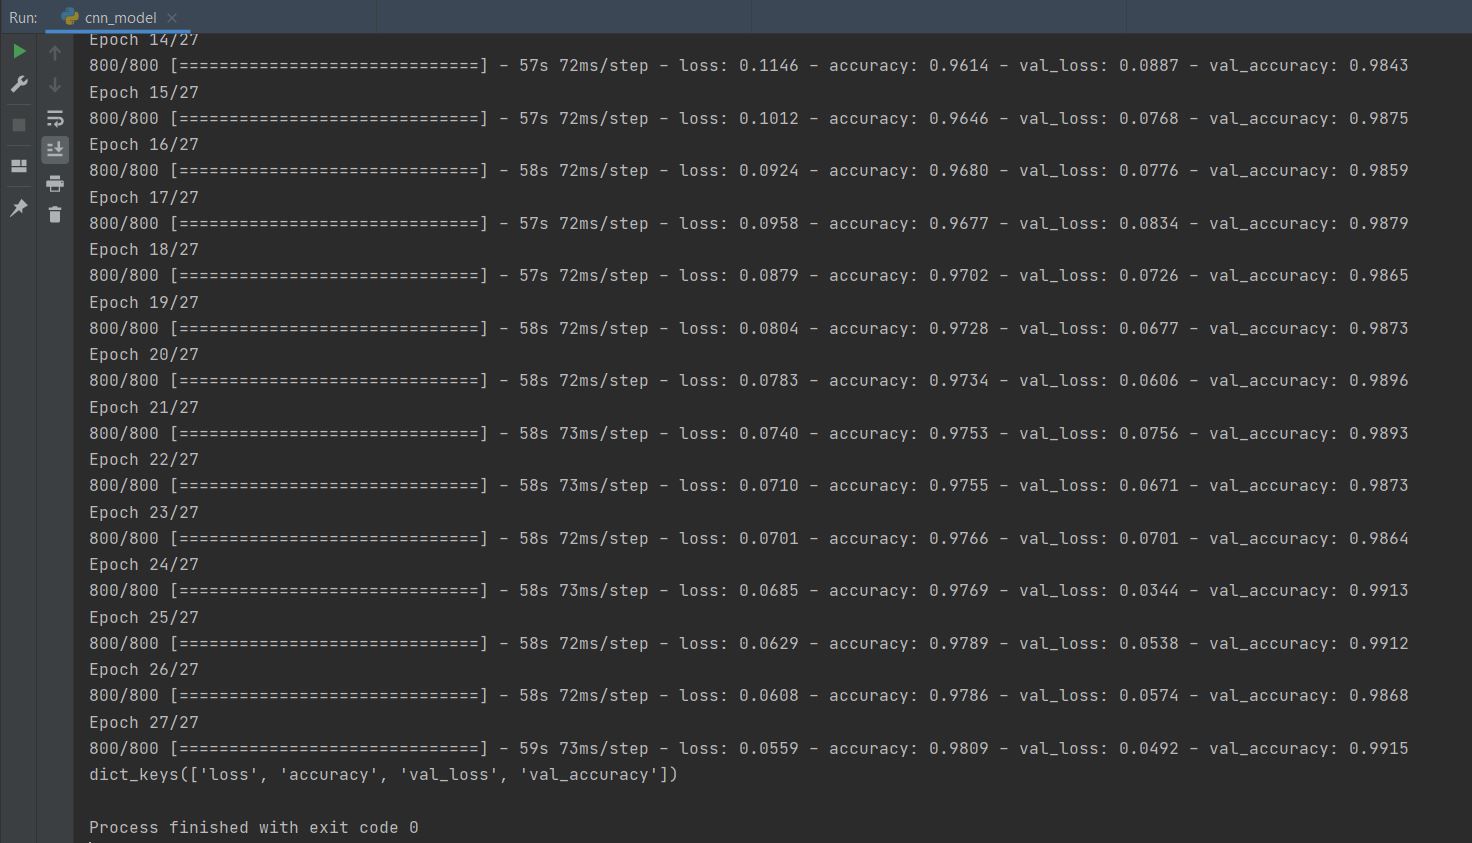 Run: cnn_model
Epoch 14/27
800/800 [==============================] - 57s 72ms/step - loss: 0.1146 - accuracy: 0.9614 - val_loss: 0.0887 - val_accuracy: 0.9843
Epoch 15/27
800/800 [==============================] - 57s 72ms/step - loss: 0.1012 - accuracy: 0.9646 - val_loss: 0.0768 - val_accuracy: 0.9875
Epoch 16/27
800/800 [==============================] - 58s 72ms/step - loss: 0.0924 - accuracy: 0.9680 - val_loss: 0.0776 - val_accuracy: 0.9859
Epoch 17/27
800/800 [==============================] - 57s 72ms/step - loss: 0.0958 - accuracy: 0.9677 - val_loss: 0.0834 - val_accuracy: 0.9879
Epoch 18/27
800/800 [==============================] - 57s 72ms/step - loss: 0.0879 - accuracy: 0.9702 - val_loss: 0.0726 - val_accuracy: 0.9865
Epoch 19/27
800/800 [==============================] - 58s 72ms/step - loss: 0.0804 - accuracy: 0.9728 - val_loss: 0.0677 - val_accuracy: 0.9873
Epoch 20/27
800/800 [==============================] - 58s 72ms/step - loss: 0.0783 - accuracy: 0.9734 - val_loss: 0.0606 - val_accuracy: 0.9896
Epoch 21/27
800/800 [==============================] - 58s 73ms/step - loss: 0.0740 - accuracy: 0.9753 - val_loss: 0.0756 - val_accuracy: 0.9893
Epoch 22/27
800/800 [==============================] - 58s 73ms/step - loss: 0.0710 - accuracy: 0.9755 - val_loss: 0.0671 - val_accuracy: 0.9873
Epoch 23/27
800/800 [==============================] - 58s 72ms/step - loss: 0.0701 - accuracy: 0.9766 - val_loss: 0.0701 - val_accuracy: 0.9864
Epoch 24/27
800/800 [==============================] - 58s 73ms/step - loss: 0.0685 - accuracy: 0.9769 - val_loss: 0.0344 - val_accuracy: 0.9913
Epoch 25/27
800/800 [==============================] - 58s 72ms/step - loss: 0.0629 - accuracy: 0.9789 - val_loss: 0.0538 - val_accuracy: 0.9912
Epoch 26/27
800/800 [==============================] - 58s 72ms/step - loss: 0.0608 - accuracy: 0.9786 - val_loss: 0.0574 - val_accuracy: 0.9868
Epoch 27/27
800/800 [==============================] - 59s 73ms/step - loss: 0.0559 - accuracy: 0.9809 - val_loss: 0.0492 - val_accuracy: 0.9915
dict_keys(['loss', 'accuracy', 'val_loss', 'val_accuracy'])
Process finished with exit code 0